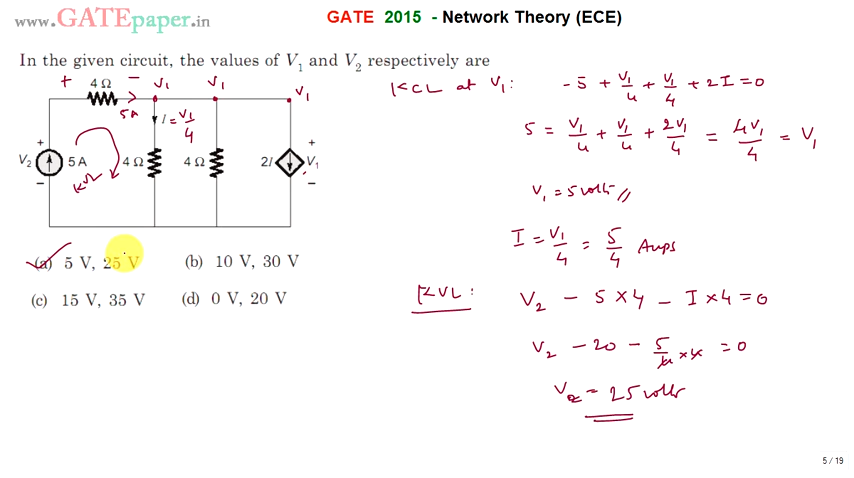 www.GATEpaper.in
GATE 2015 - Network Theory (ECE)
In the given circuit, the values of V₁ and V₂ respectively are
+ 4 Ω − V₁ V₁ V₁
5A I = V₁/4
+ V₂ − 5 A 4 Ω 4 Ω 2I + V₁ −
KVL
(a) 5 V, 25 V (b) 10 V, 30 V
(c) 15 V, 35 V (d) 0 V, 20 V
KCL at V₁: -5 + V₁/4 + V₁/4 + 2I = 0
5 = V₁/4 + V₁/4 + 2V₁/4 = 4V₁/4 = V₁
V₁ = 5 volts //
I = V₁/4 = 5/4 Amps
KVL: V₂ - 5×4 - I×4 = 0
V₂ - 20 - 5/4 ×4 = 0
V₂ = 25 volts
5 / 19